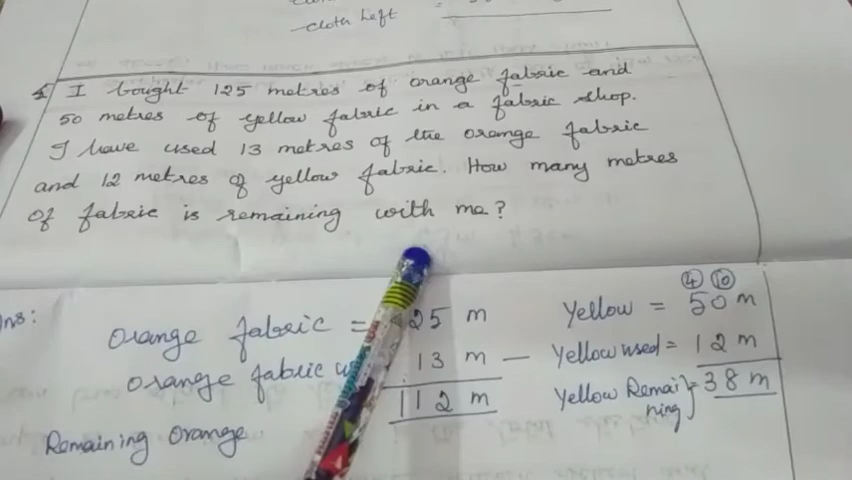 Cloth Left =
I bought 125 metres of orange fabric and
50 metres of yellow fabric in a fabric shop.
I have used 13 metres of the orange fabric
and 12 metres of yellow fabric. How many metres
of fabric is remaining with me?
Ans:
Orange fabric = 25 m
Orange fabric 13 m
Remaining Orange 112 m
4 10
Yellow = 50 m
— Yellow used = 12 m
Yellow Remai- } = 38 m
ning